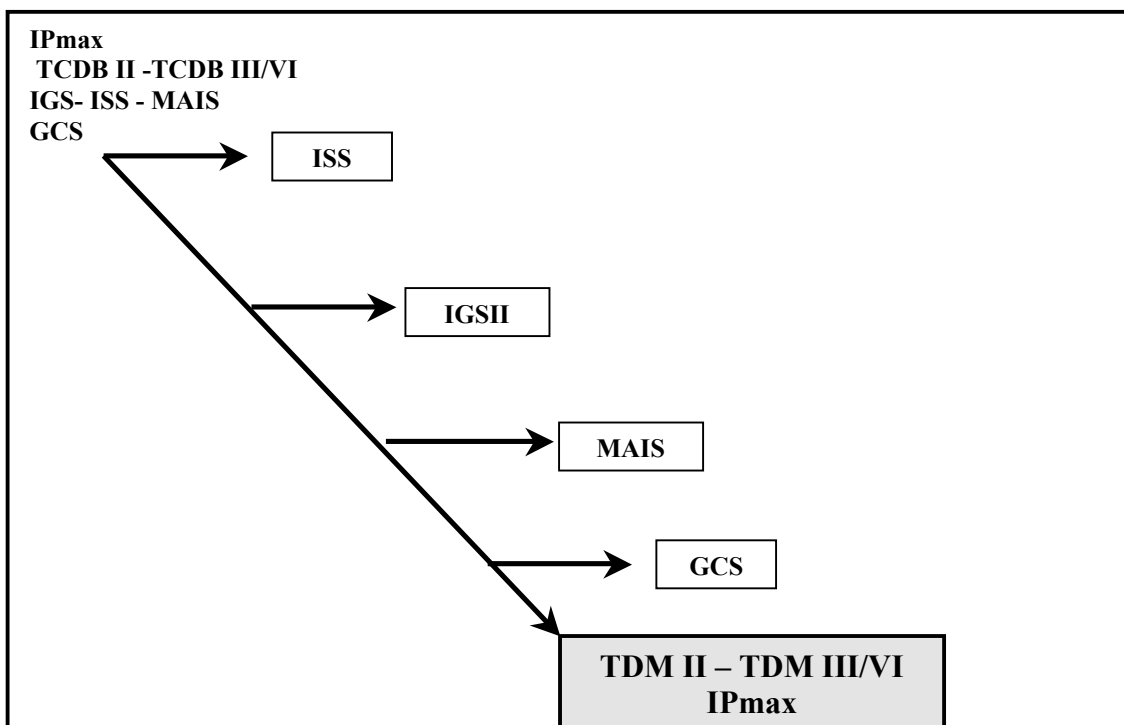 IPmax
TCDB II -TCDB III/VI
IGS- ISS - MAIS
GCS
ISS
IGSII
MAIS
GCS
TDM II – TDM III/VI
IPmax